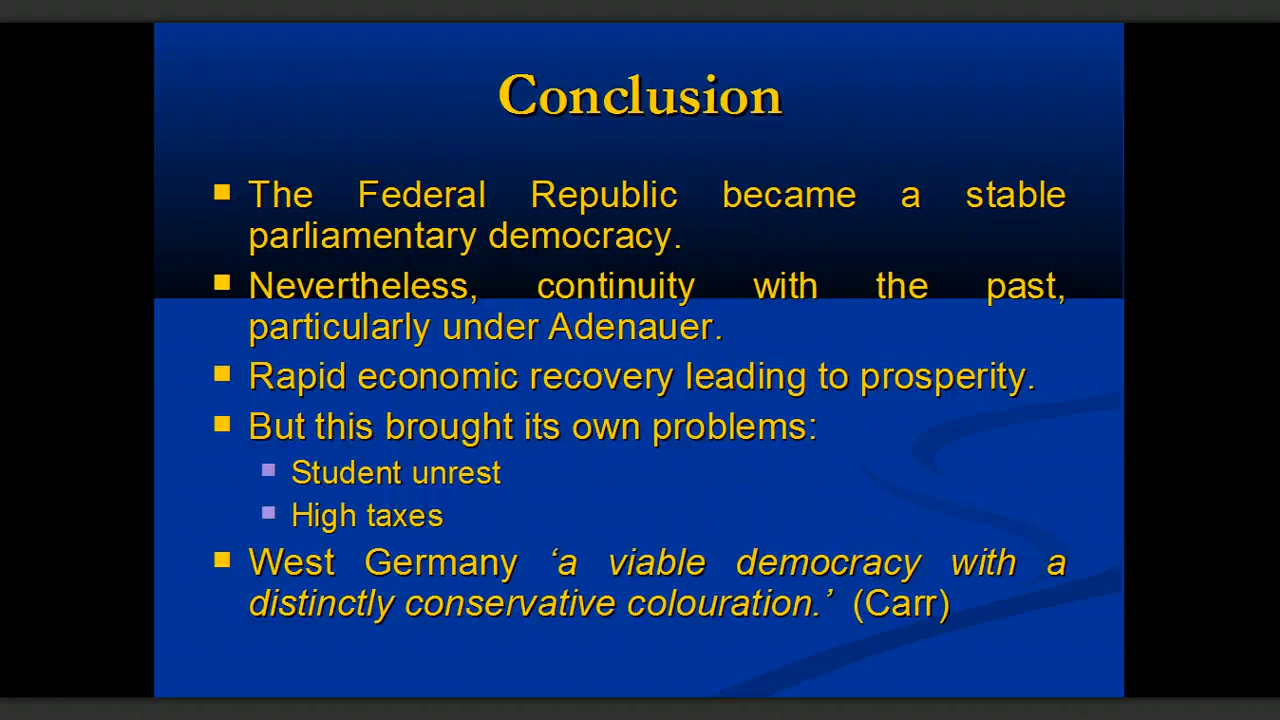 Conclusion
The Federal Republic became a stable
parliamentary democracy.
Nevertheless, continuity with the past,
particularly under Adenauer.
Rapid economic recovery leading to prosperity.
But this brought its own problems:
Student unrest
High taxes
West Germany ‘a viable democracy with a
distinctly conservative colouration.’ (Carr)